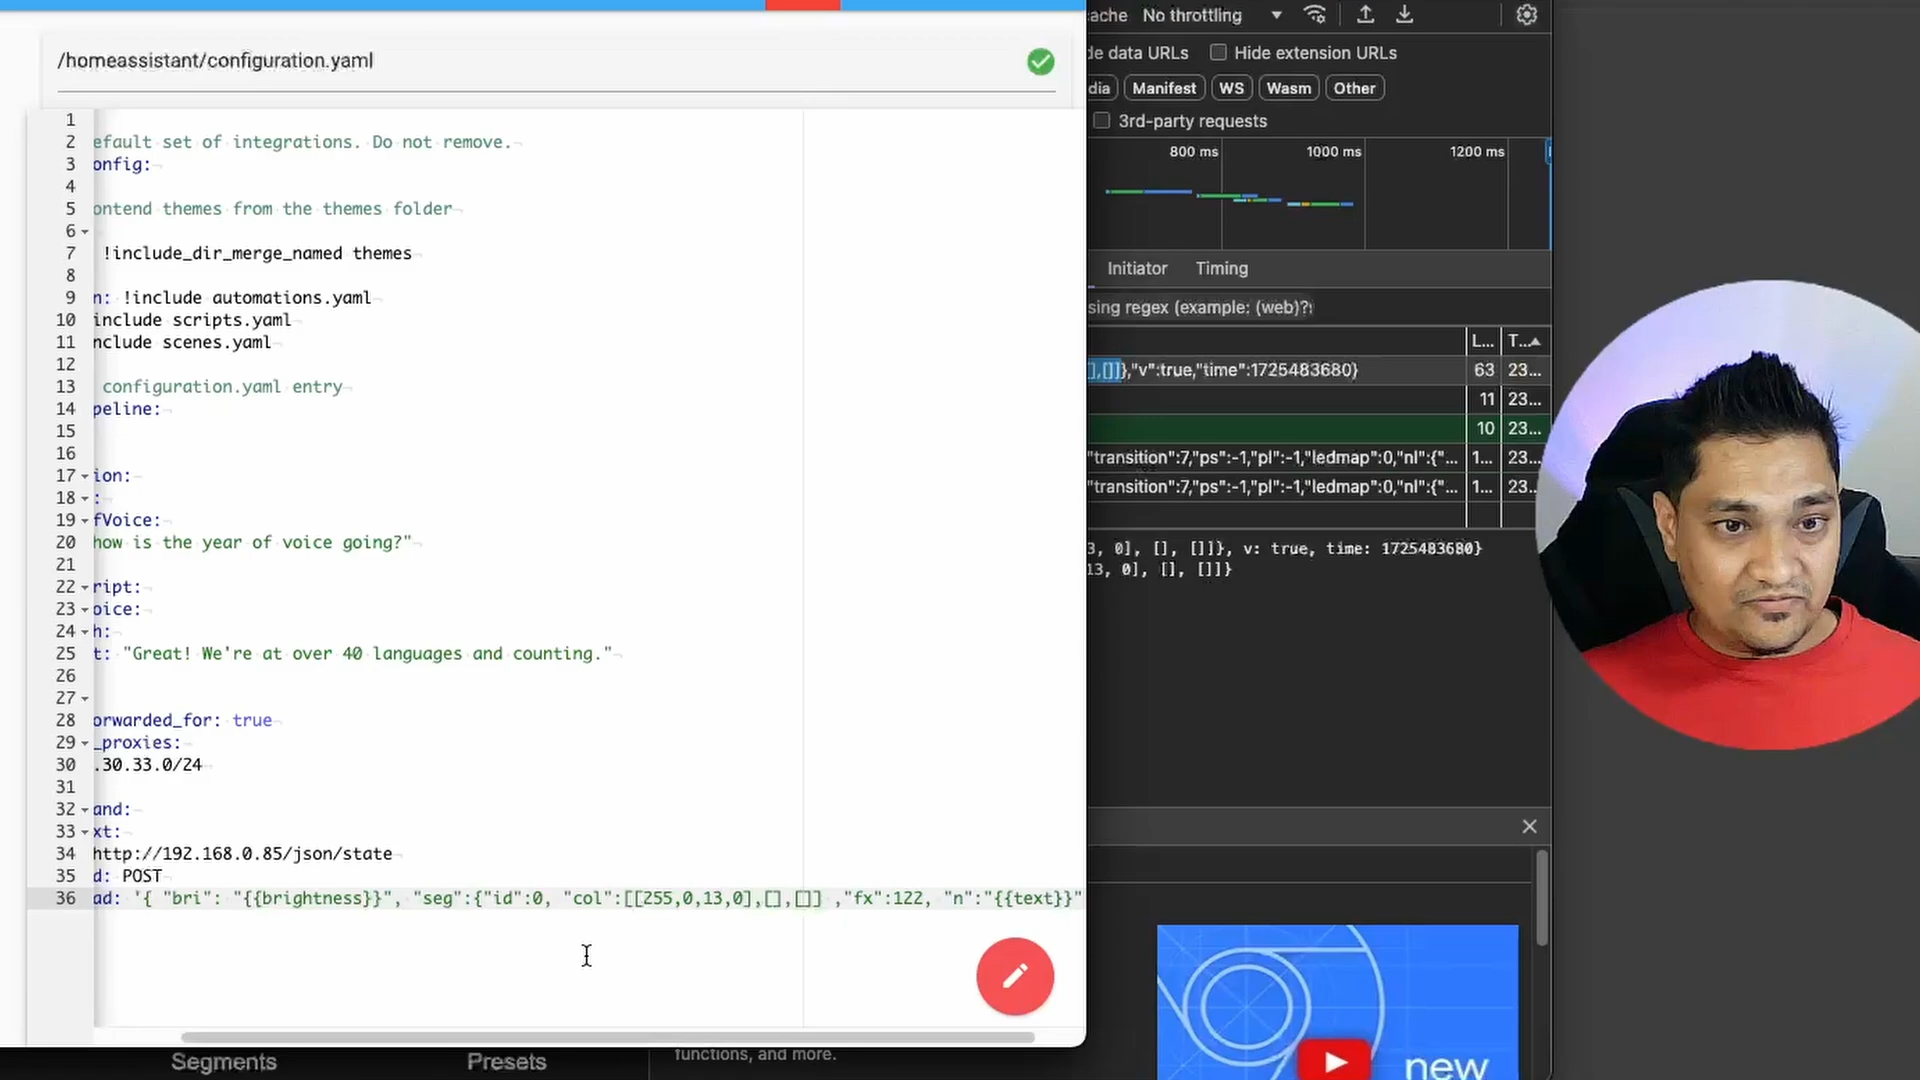 /homeassistant/configuration.yaml
1
2 efault set of integrations. Do not remove.
3 onfig:
4
5 ontend themes from the themes folder
6
7 !include_dir_merge_named themes
8
9 n: !include automations.yaml
10 include scripts.yaml
11 nclude scenes.yaml
12
13 configuration.yaml entry
14 peline:
15
16
17 ion:
18 :
19 fVoice:
20 how is the year of voice going?"
21
22 ript:
23 oice:
24 h:
25 t: "Great! We're at over 40 languages and counting."
26
27
28 orwarded_for: true
29 _proxies:
30 .30.33.0/24
31
32 and:
33 xt:
34 http://192.168.0.85/json/state
35 d: POST
36 ad: '{ "bri": "{{brightness}}", "seg":{"id":0, "col":[[255,0,13,0],[],[]] ,"fx":122, "n":"{{text}}"
Segments Presets
functions, and more.
ache No throttling
de data URLs Hide extension URLs
dia Manifest WS Wasm Other
3rd-party requests
800 ms 1000 ms 1200 ms
Initiator Timing
sing regex (example: (web)?:
L... T...
],[]]},"v":true,"time":1725483680} 63 23...
11 23...
10 23...
"transition":7,"ps":-1,"pl":-1,"ledmap":0,"nl":{"... 1... 23...
"transition":7,"ps":-1,"pl":-1,"ledmap":0,"nl":{"... 1... 23...
3, 0], [], []]}, v: true, time: 1725483680}
13, 0], [], []]}
new